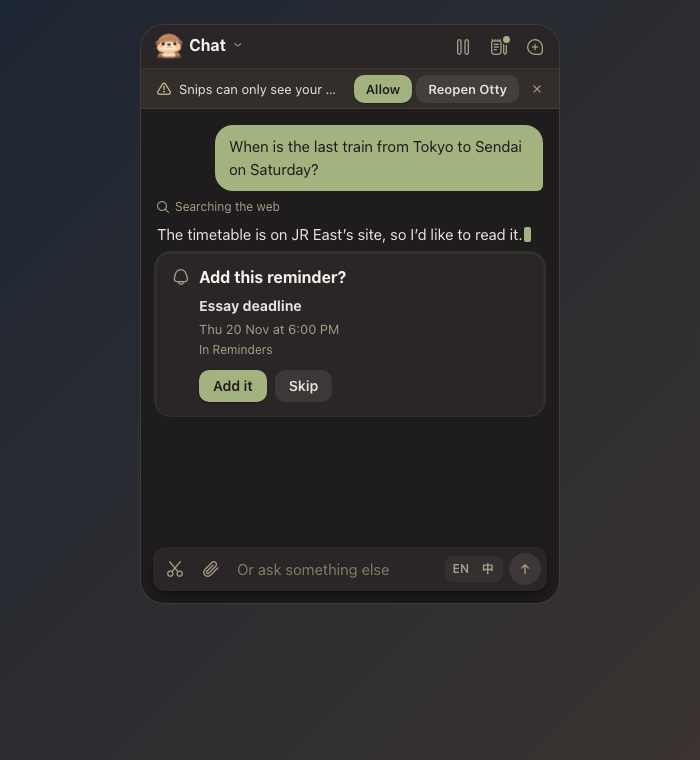 Chat
Snips can only see your ...
Allow
Reopen Otty
When is the last train from Tokyo to Sendai
on Saturday?
Searching the web
The timetable is on JR East’s site, so I’d like to read it.
Add this reminder?
Essay deadline
Thu 20 Nov at 6:00 PM
In Reminders
Add it
Skip
Or ask something else
EN
中